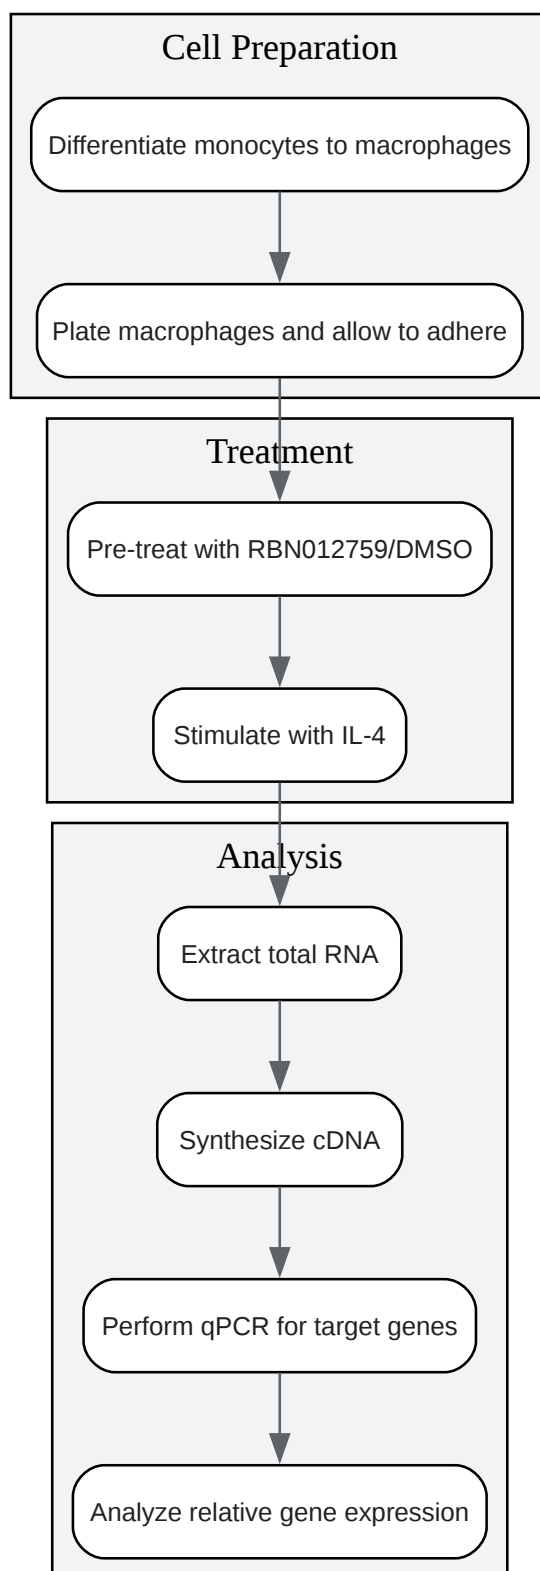 Cell Preparation
Differentiate monocytes to macrophages
Plate macrophages and allow to adhere
Treatment
Pre-treat with RBN012759/DMSO
Stimulate with IL-4
Analysis
Extract total RNA
Synthesize cDNA
Perform qPCR for target genes
Analyze relative gene expression